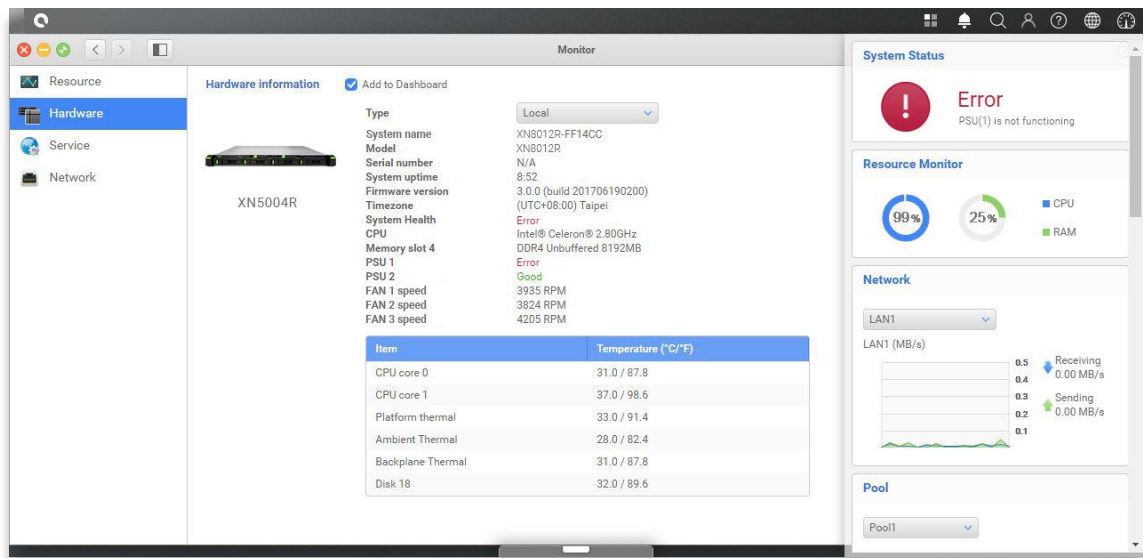 Monitor
Resource
Hardware
Service
Network
Hardware information
Add to Dashboard
XN5004R
Type Local
System name XN8012R-FF14CC
Model XN8012R
Serial number N/A
System uptime 8:52
Firmware version 3.0.0 (build 201706190200)
Timezone (UTC+08:00) Taipei
System Health Error
CPU Intel® Celeron® 2.80GHz
Memory slot 4 DDR4 Unbuffered 8192MB
PSU 1 Error
PSU 2 Good
FAN 1 speed 3935 RPM
FAN 2 speed 3824 RPM
FAN 3 speed 4205 RPM
Item Temperature (°C/°F)
CPU core 0 31.0 / 87.8
CPU core 1 37.0 / 98.6
Platform thermal 33.0 / 91.4
Ambient Thermal 28.0 / 82.4
Backplane Thermal 31.0 / 87.8
Disk 18 32.0 / 89.6
System Status
Error
PSU(1) is not functioning
Resource Monitor
99%
25%
CPU
RAM
Network
LAN1
LAN1 (MB/s)
0.5
0.4
0.3
0.2
0.1
Receiving
0.00 MB/s
Sending
0.00 MB/s
Pool
Pool1